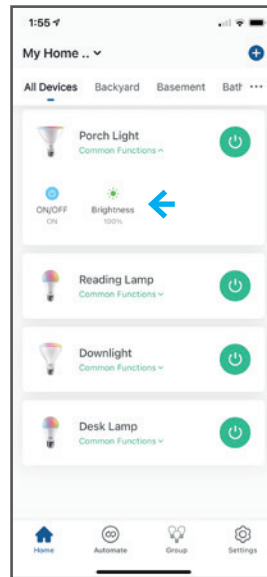 1:55
My Home ..
All Devices Backyard Basement Bath ...
Porch Light
Common Functions
ON/OFF Brightness
ON 100%
Reading Lamp
Common Functions
Downlight
Common Functions
Desk Lamp
Common Functions
Home Automate Group Settings